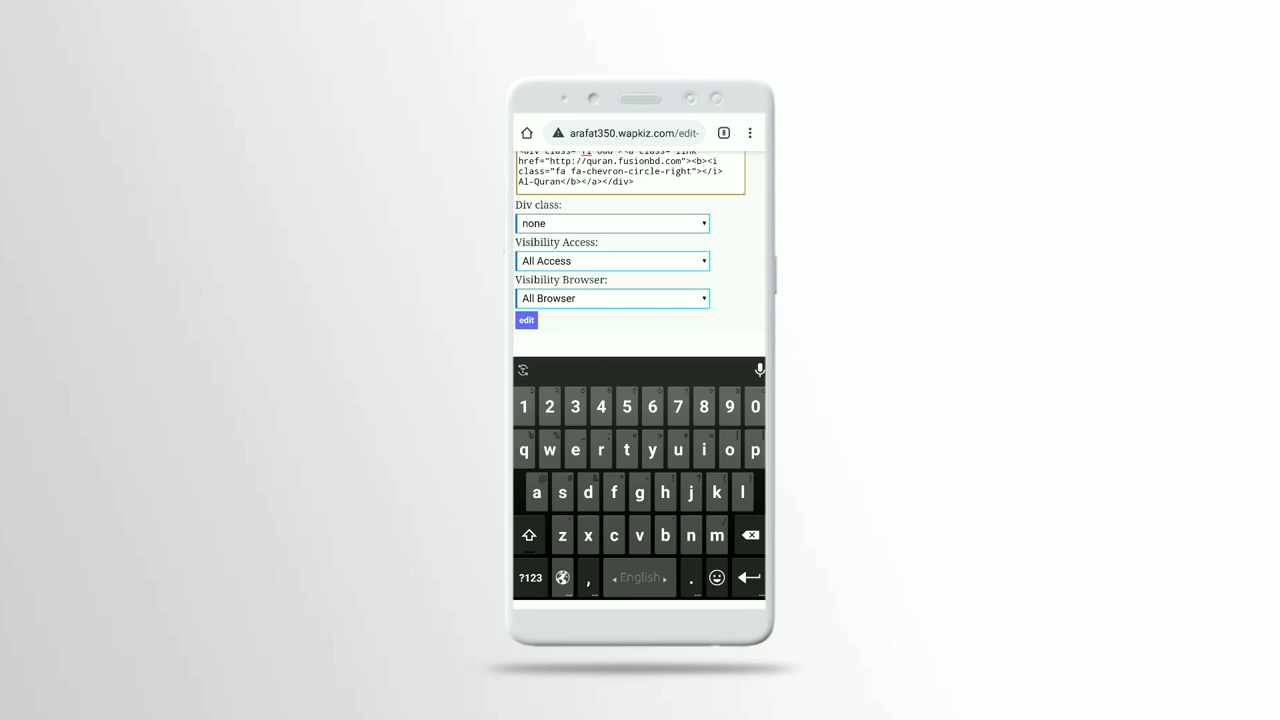 arafat350.wapkiz.com/edit-
8
href="http://quran.fusionbd.com"><b><i
class="fa fa-chevron-circle-right"></i>
Al-Quran</b></a></div>
Div class:
none
Visibility Access:
All Access
Visibility Browser:
All Browser
edit
1 2 3 4 5 6 7 8 9 0
q w e r t y u i o p
a s d f g h j k l
z x c v b n m
?123 , English .